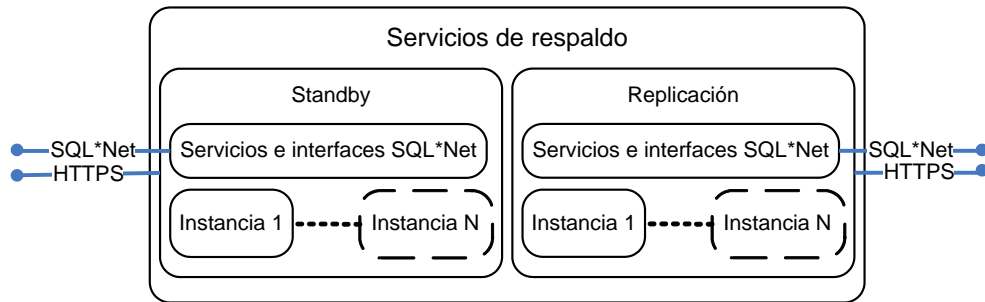 Servicios de respaldo
Standby
Replicación
SQL*Net
Servicios e interfaces SQL*Net
Servicios e interfaces SQL*Net
SQL*Net
HTTPS
HTTPS
Instancia 1
Instancia N
Instancia 1
Instancia N